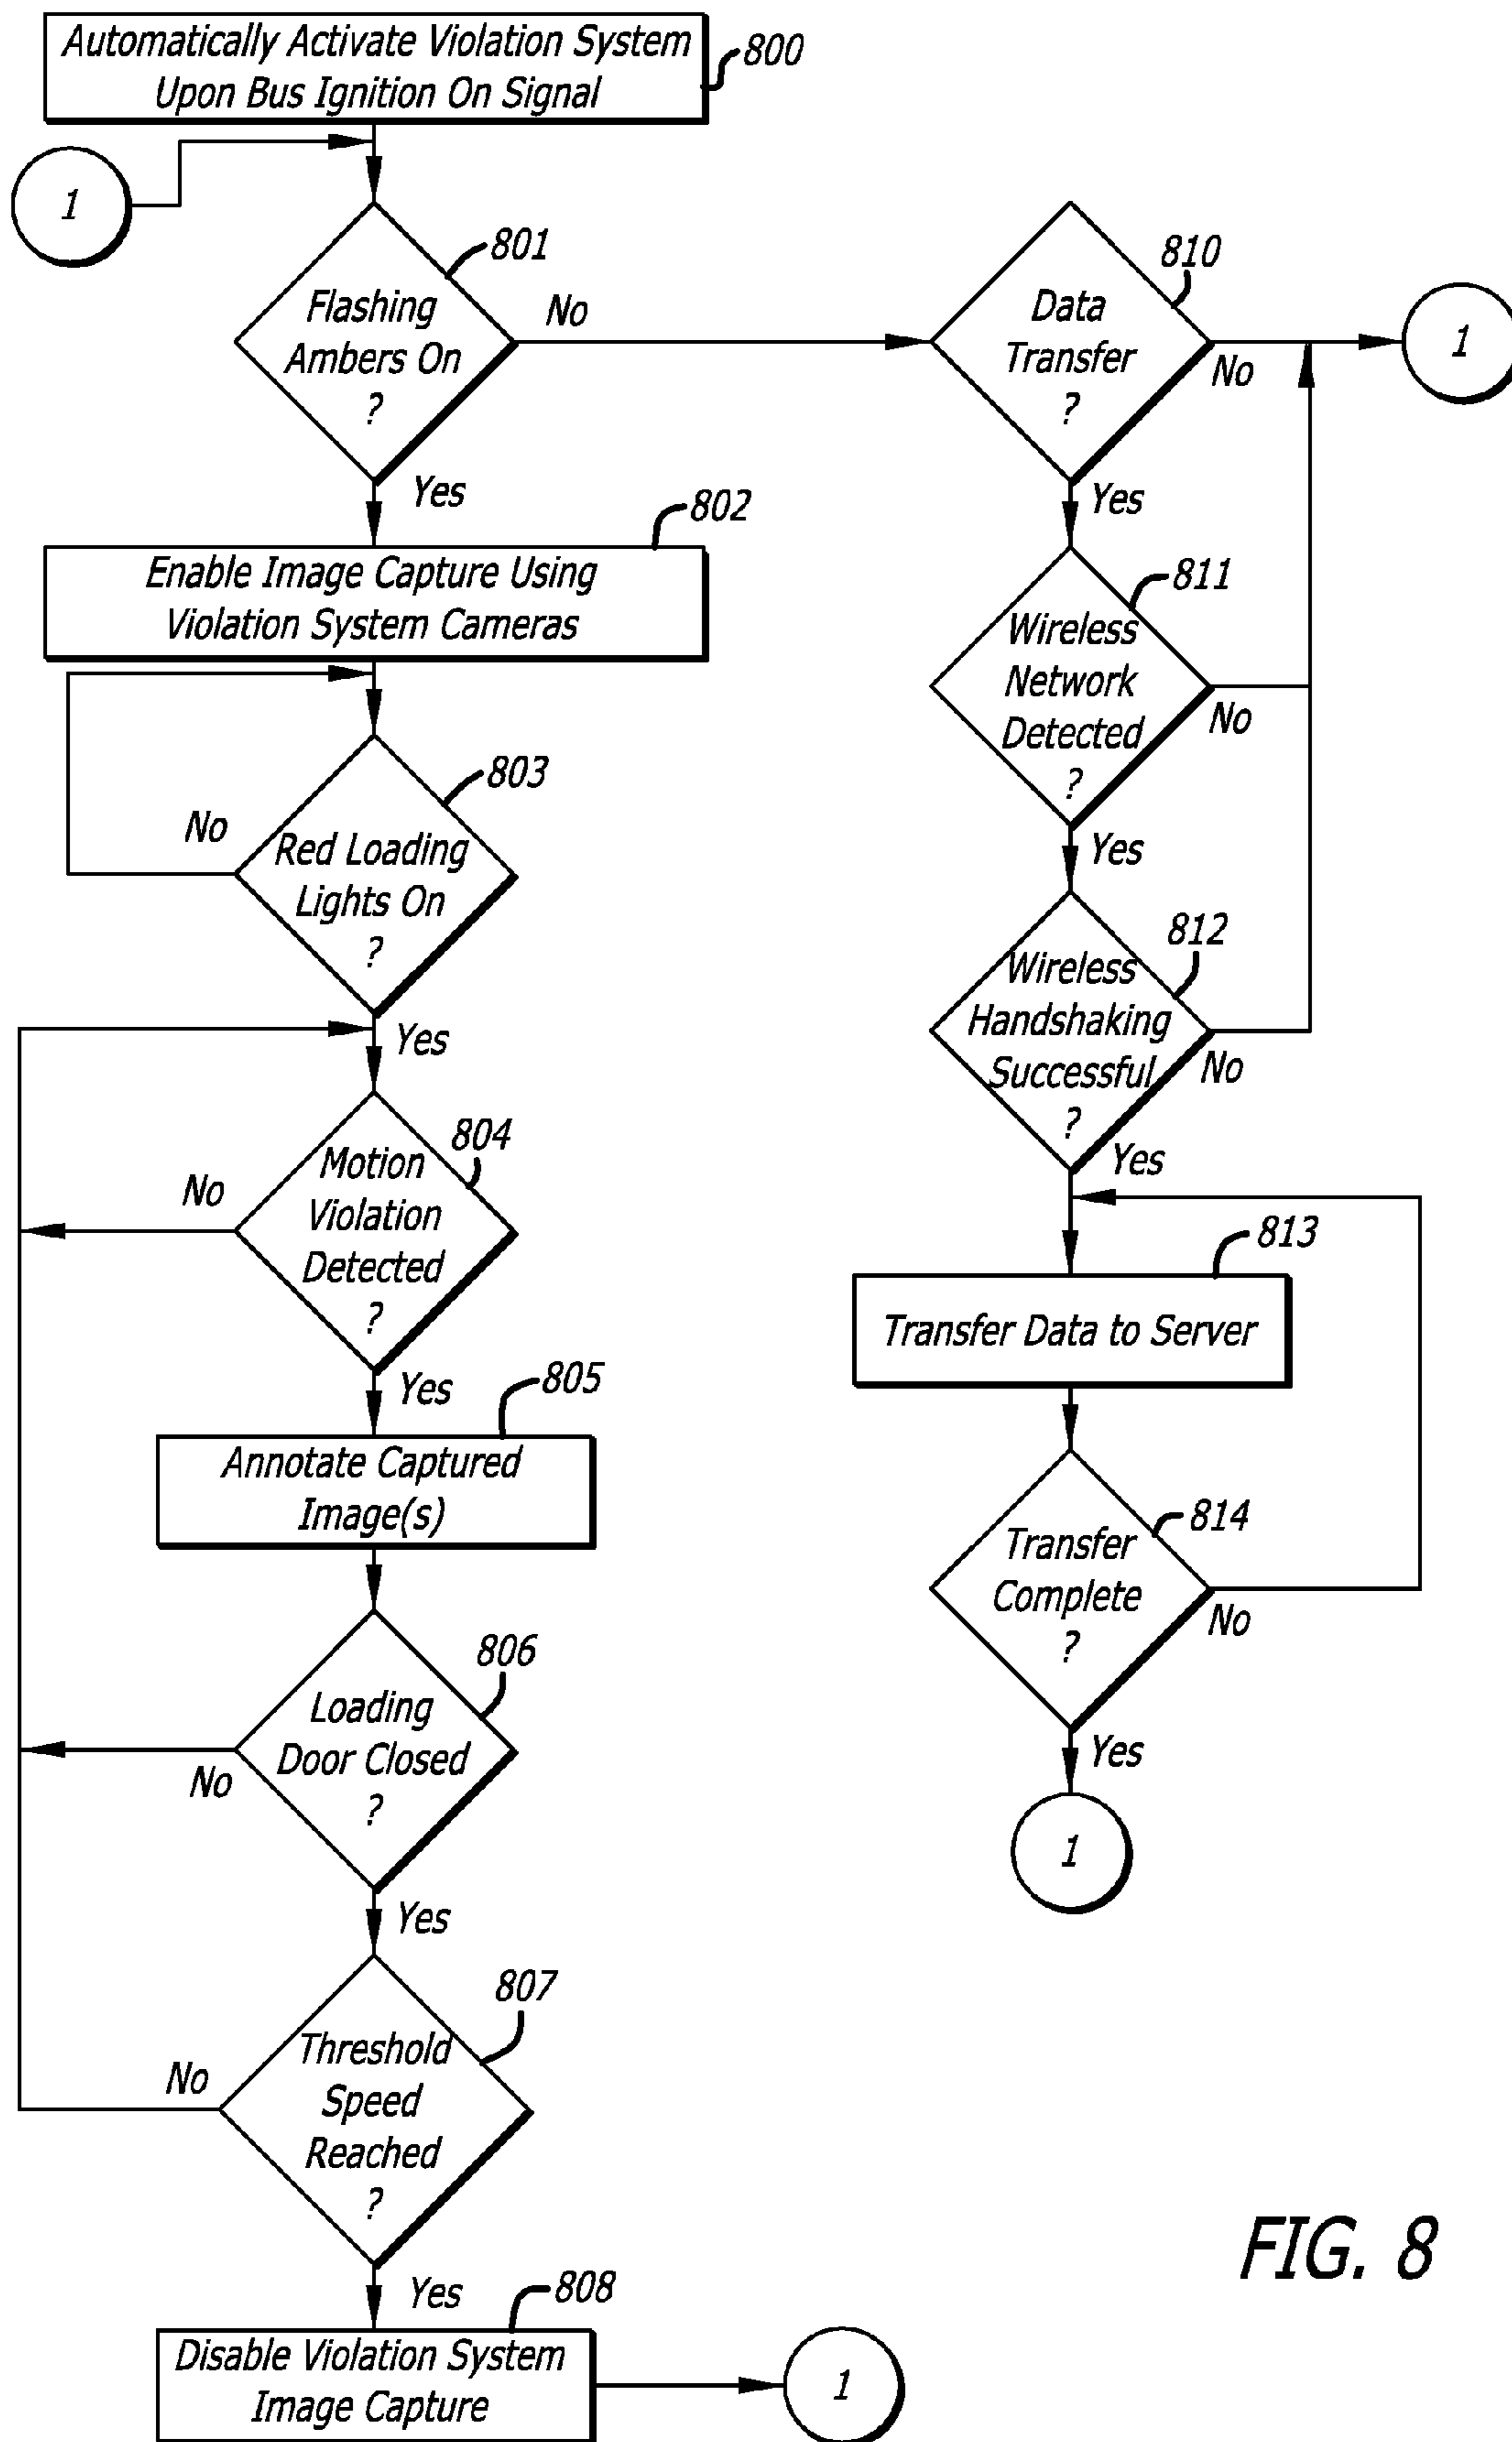 Automatically Activate Violation System
Upon Bus Ignition On Signal
800
1
801
Flashing
Ambers On
?
No
Yes
802
Enable Image Capture Using
Violation System Cameras
803
Red Loading
Lights On
?
No
Yes
804
Motion
Violation
Detected
?
No
Yes
805
Annotate Captured
Image(s)
806
Loading
Door Closed
?
No
Yes
807
Threshold
Speed
Reached
?
No
Yes
808
Disable Violation System
Image Capture
1
810
Data
Transfer
?
No
1
Yes
811
Wireless
Network
Detected
?
No
Yes
812
Wireless
Handshaking
Successful
?
No
Yes
813
Transfer Data to Server
814
Transfer
Complete
?
No
Yes
1
FIG. 8